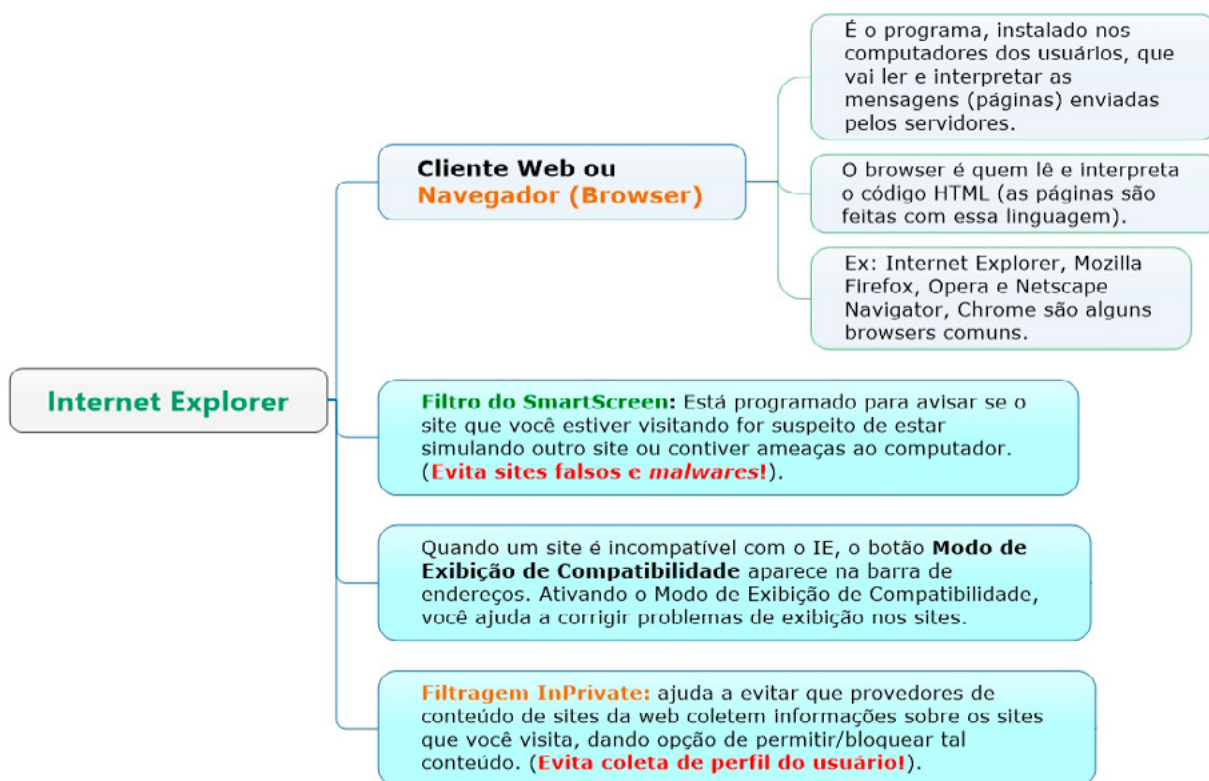 É o programa, instalado nos
computadores dos usuários, que
vai ler e interpretar as
mensagens (páginas) enviadas
pelos servidores.
Cliente Web ou
Navegador (Browser)
O browser é quem lê e interpreta
o código HTML (as páginas são
feitas com essa linguagem).
Ex: Internet Explorer, Mozilla
Firefox, Opera e Netscape
Navigator, Chrome são alguns
browsers comuns.
Internet Explorer
Filtro do SmartScreen: Está programado para avisar se o
site que você estiver visitando for suspeito de estar
simulando outro site ou contiver ameaças ao computador.
(Evita sites falsos e malwares!).
Quando um site é incompatível com o IE, o botão Modo de
Exibição de Compatibilidade aparece na barra de
endereços. Ativando o Modo de Exibição de Compatibilidade,
você ajuda a corrigir problemas de exibição nos sites.
Filtragem InPrivate: ajuda a evitar que provedores de
conteúdo de sites da web coletem informações sobre os sites
que você visita, dando opção de permitir/bloquear tal
conteúdo. (Evita coleta de perfil do usuário!).